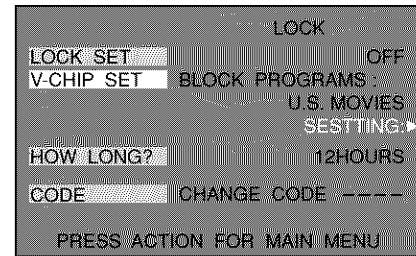 LOCK
LOCK SET OFF
V-CHIP SET BLOCK PROGRAMS :
U.S. MOVIES
SESTTING:►
HOW LONG? 12HOURS
CODE CHANGE CODE – – – –
PRESS ACTION FOR MAIN MENU